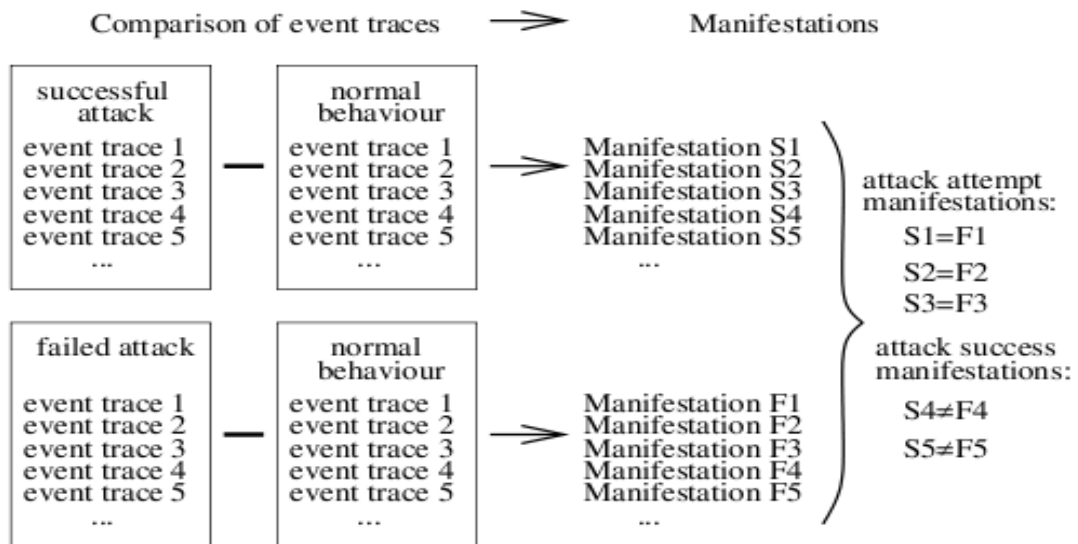 Comparison of event traces
Manifestations
successful
attack
event trace 1
event trace 2
event trace 3
event trace 4
event trace 5
...
normal
behaviour
event trace 1
event trace 2
event trace 3
event trace 4
event trace 5
...
Manifestation S1
Manifestation S2
Manifestation S3
Manifestation S4
Manifestation S5
...
failed attack
event trace 1
event trace 2
event trace 3
event trace 4
event trace 5
...
normal
behaviour
event trace 1
event trace 2
event trace 3
event trace 4
event trace 5
...
Manifestation F1
Manifestation F2
Manifestation F3
Manifestation F4
Manifestation F5
...
attack attempt
manifestations:
S1=F1
S2=F2
S3=F3
attack success
manifestations:
S4≠F4
S5≠F5